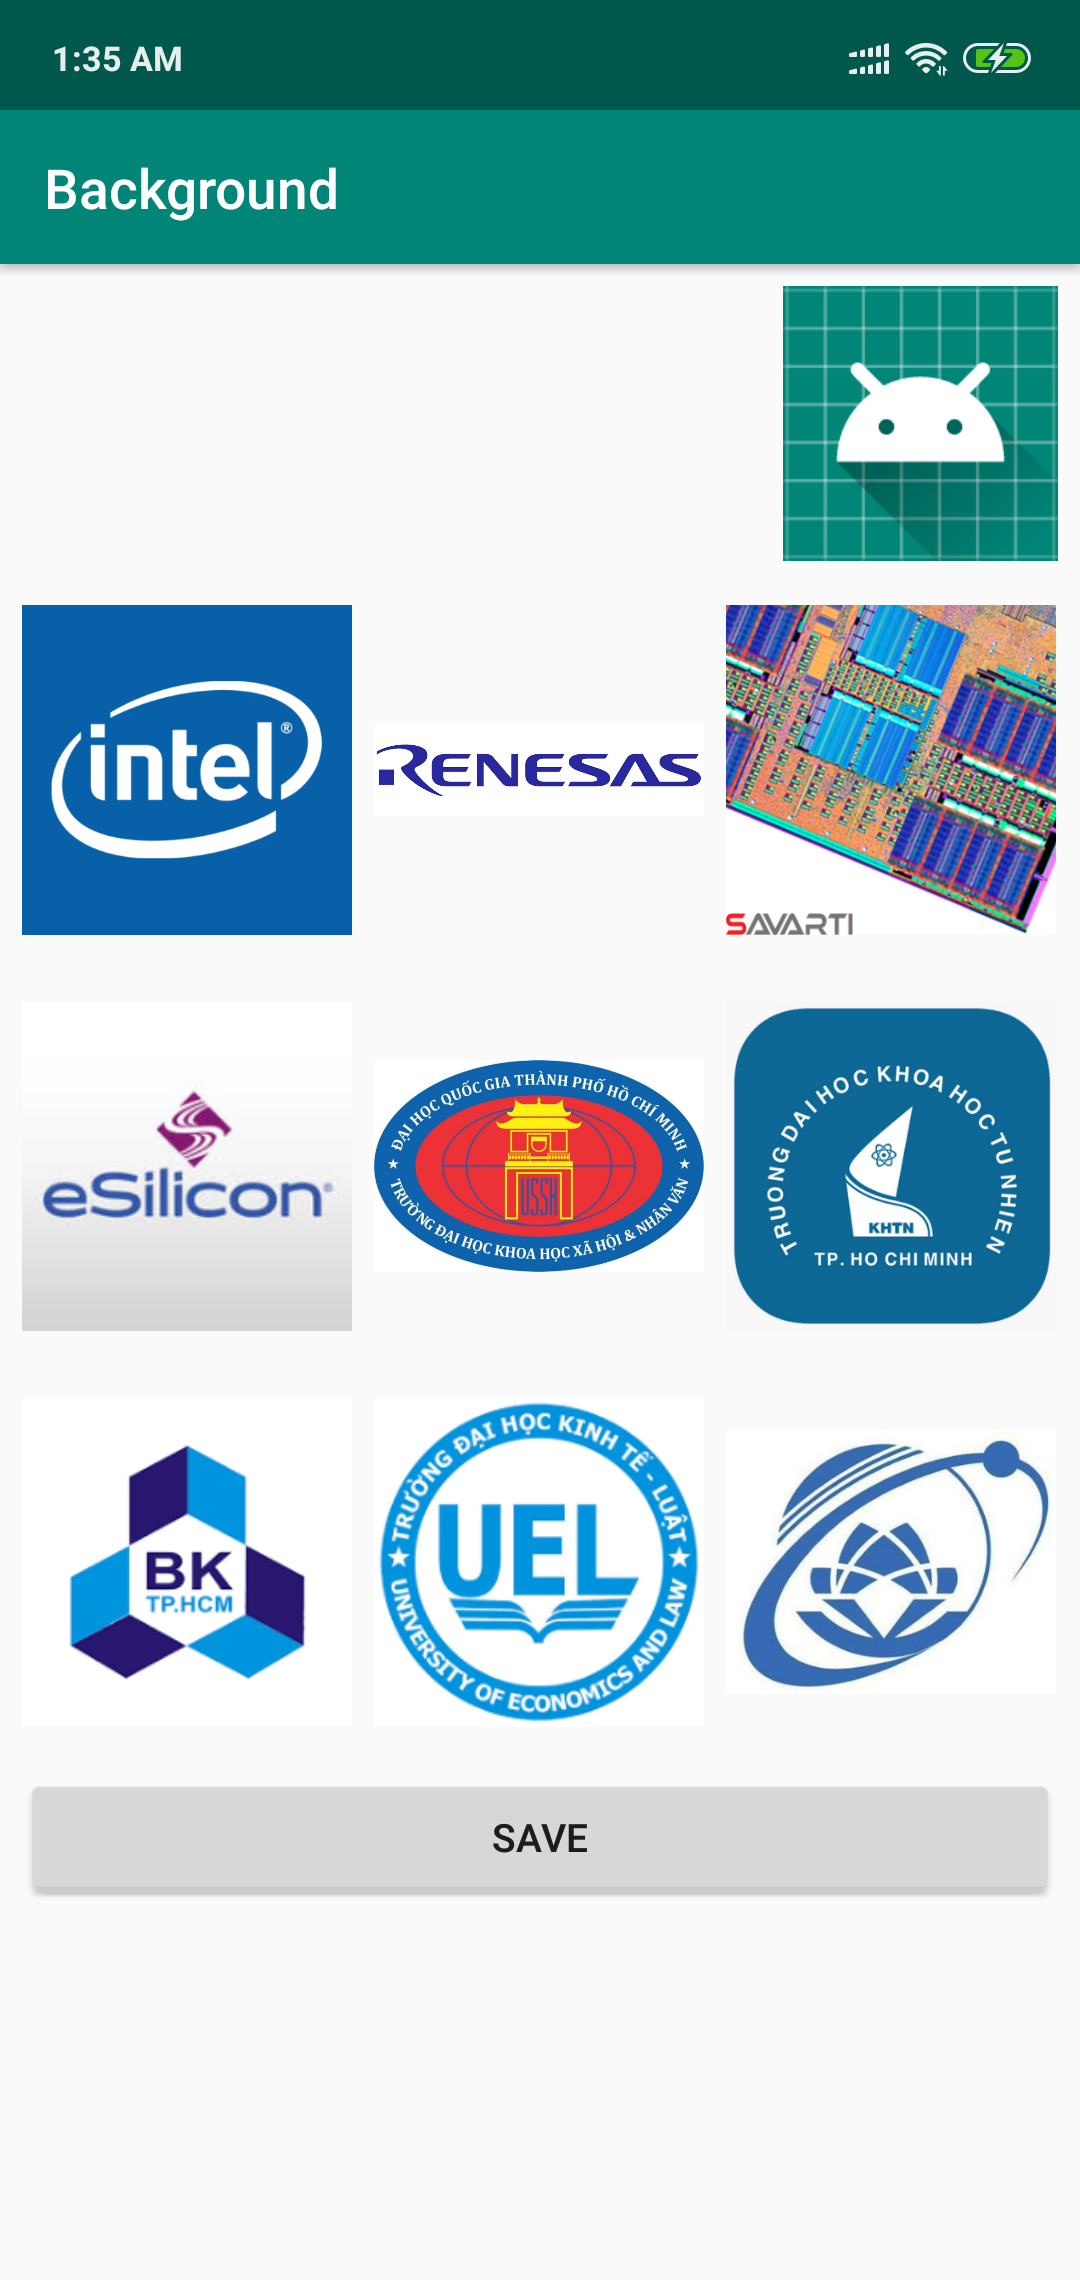 1:35 AM
Background
intel®
RENESAS
SAVARTI
eSilicon
ĐẠI HỌC QUỐC GIA THÀNH PHỐ HỒ CHÍ MINH
USSH
TRƯỜNG ĐẠI HỌC KHOA HỌC XÃ HỘI & NHÂN VĂN
TRUONG DAI HOC KHOA HOC TU NHIEN
KHTN
TP. HO CHI MINH
BK
TP.HCM
TRƯỜNG ĐẠI HỌC KINH TẾ - LUẬT
UEL
UNIVERSITY OF ECONOMICS AND LAW
SAVE